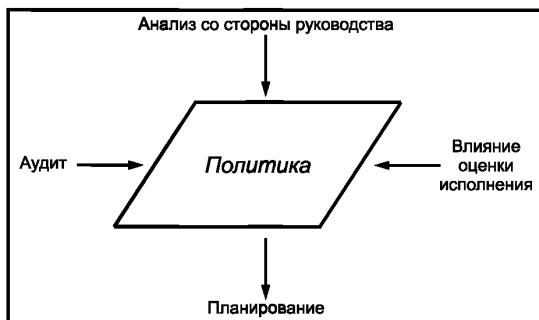 Анализ со стороны руководства
Аудит
Политика
Влияние
оценки
исполнения
Планирование